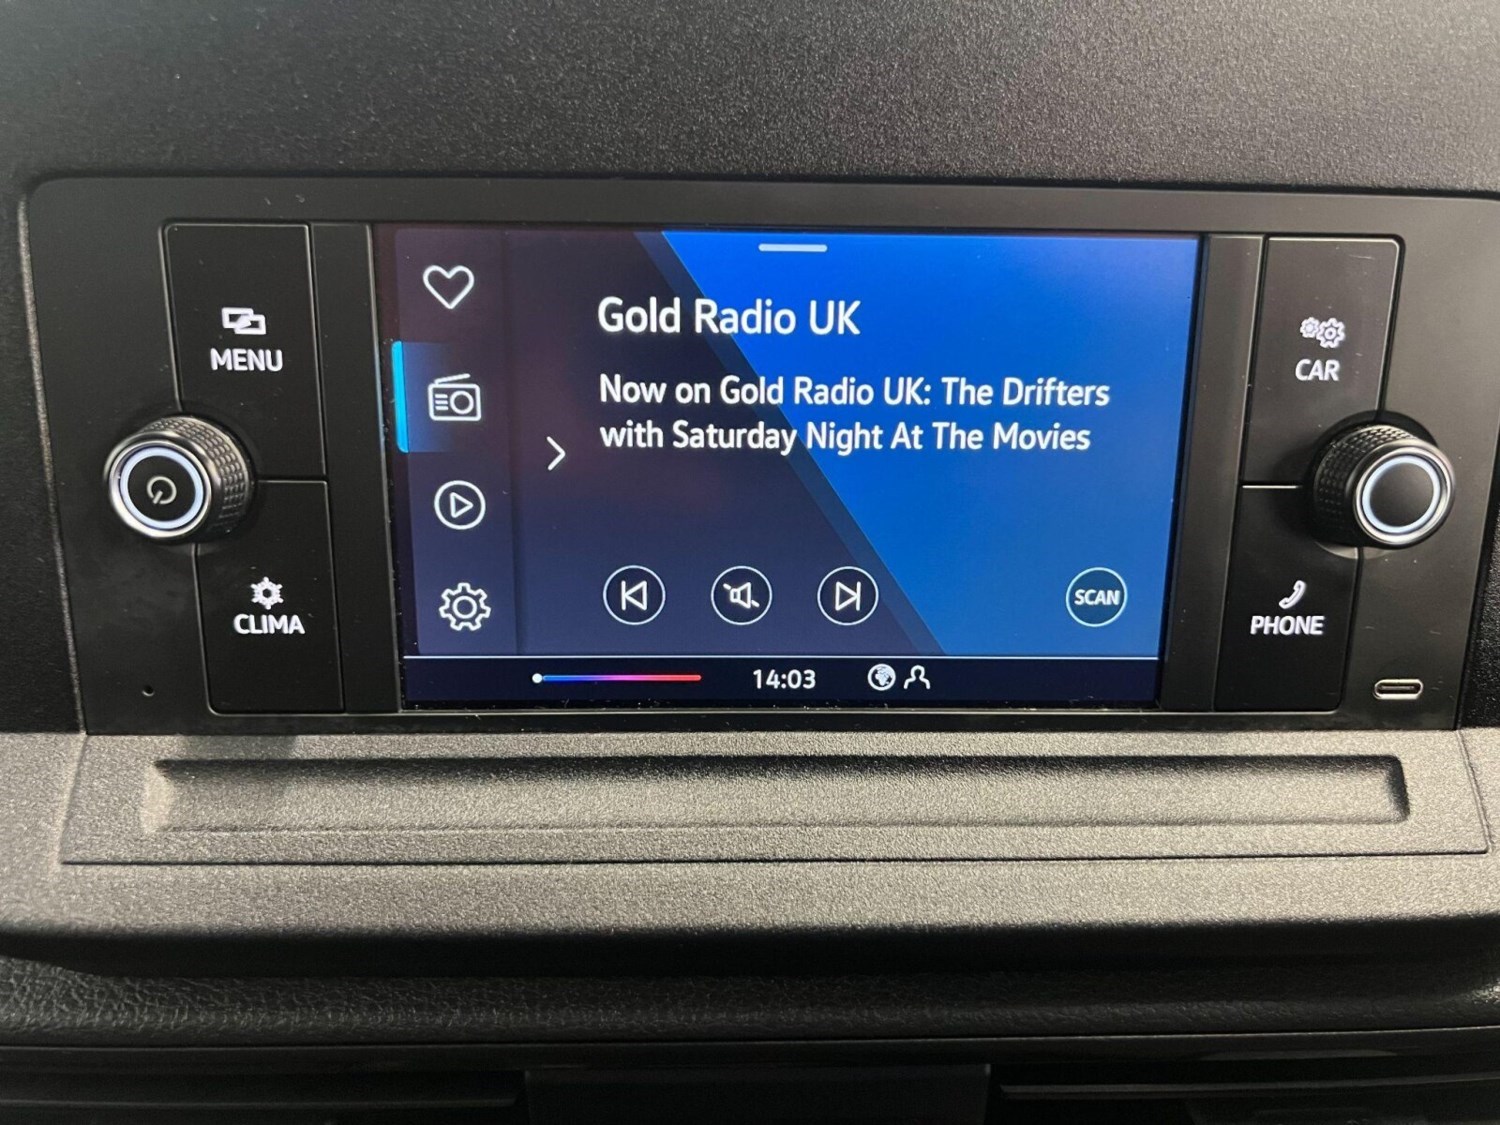 MENU
CLIMA
Gold Radio UK
Now on Gold Radio UK: The Drifters
with Saturday Night At The Movies
SCAN
14:03
CAR
PHONE